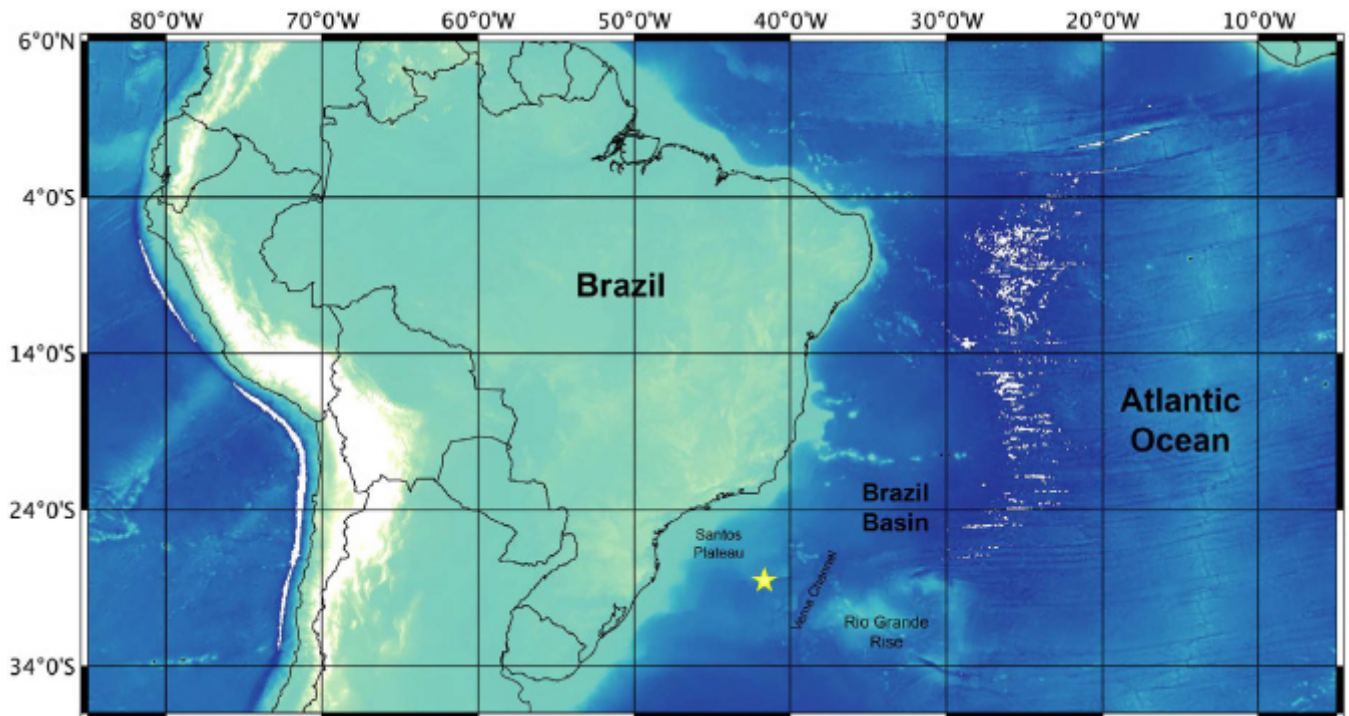 80°0'W 70°0'W 60°0'W 50°0'W 40°0'W 30°0'W 20°0'W 10°0'W
6°0'N
4°0'S
Brazil
14°0'S
Atlantic
Ocean
Brazil
Basin
24°0'S
Santos
Plateau
Vema Channel
Rio Grande
Rise
34°0'S